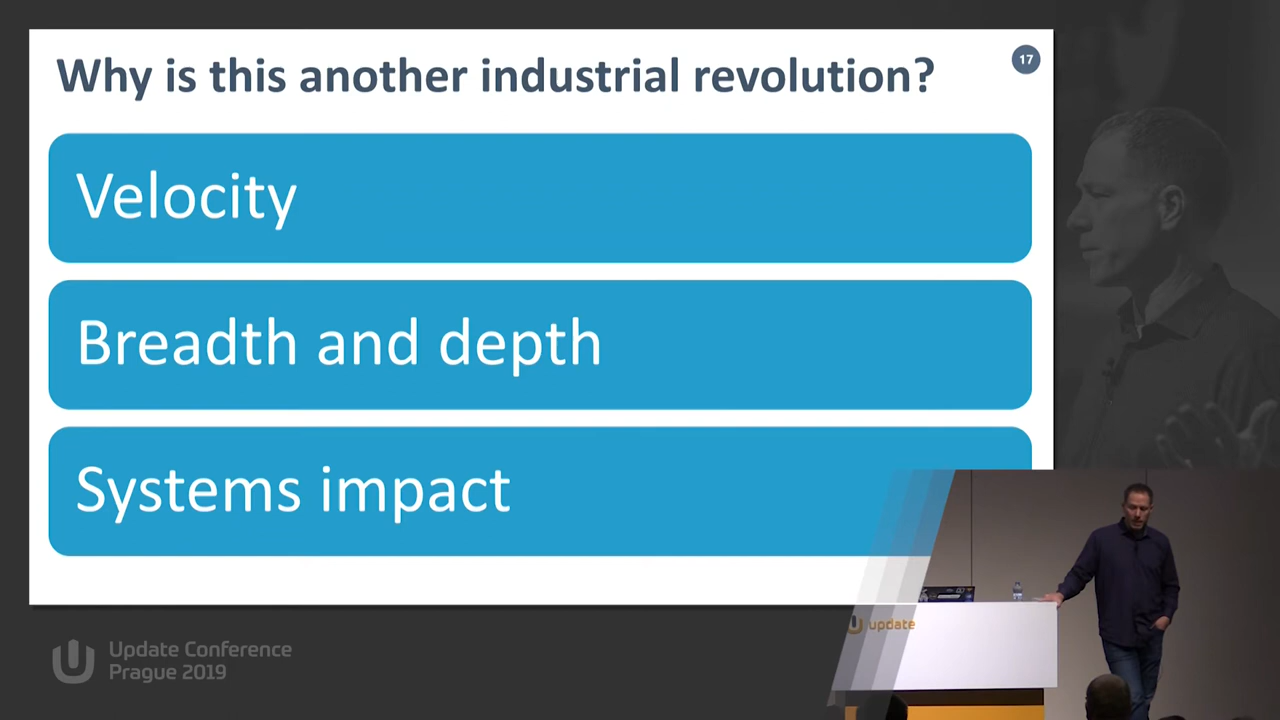 Why is this another industrial revolution?
17
Velocity
Breadth and depth
Systems impact
update
Update Conference
Prague 2019